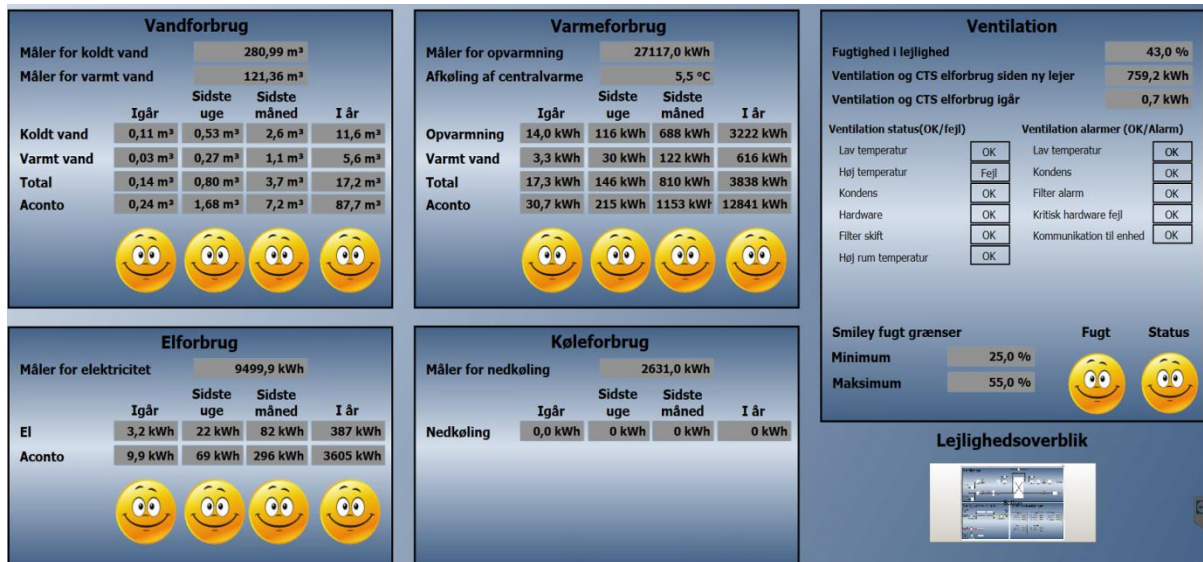 Vandforbrug
Måler for koldt vand 280,99 m³
Måler for varmt vand 121,36 m³
Igår Sidste uge Sidste måned I år
Koldt vand 0,11 m³ 0,53 m³ 2,6 m³ 11,6 m³
Varmt vand 0,03 m³ 0,27 m³ 1,1 m³ 5,6 m³
Total 0,14 m³ 0,80 m³ 3,7 m³ 17,2 m³
Aconto 0,24 m³ 1,68 m³ 7,2 m³ 87,7 m³
Varmeforbrug
Måler for opvarmning 27117,0 kWh
Afkøling af centralvarme 5,5 °C
Igår Sidste uge Sidste måned I år
Opvarmning 14,0 kWh 116 kWh 688 kWh 3222 kWh
Varmt vand 3,3 kWh 30 kWh 122 kWh 616 kWh
Total 17,3 kWh 146 kWh 810 kWh 3838 kWh
Aconto 30,7 kWh 215 kWh 1153 kWh 12841 kWh
Ventilation
Fugtighed i lejlighed 43,0 %
Ventilation og CTS elforbrug siden ny lejer 759,2 kWh
Ventilation og CTS elforbrug igår 0,7 kWh
Ventilation status(OK/fejl)
Lav temperatur OK
Høj temperatur Fejl
Kondens OK
Hardware OK
Filter skift OK
Høj rum temperatur OK
Ventilation alarmer (OK/Alarm)
Lav temperatur OK
Kondens OK
Filter alarm OK
Kritisk hardware fejl OK
Kommunikation til enhed OK
Smiley fugt grænser Fugt Status
Minimum 25,0 %
Maksimum 55,0 %
Elforbrug
Måler for elektricitet 9499,9 kWh
Igår Sidste uge Sidste måned I år
El 3,2 kWh 22 kWh 82 kWh 387 kWh
Aconto 9,9 kWh 69 kWh 296 kWh 3605 kWh
Køleforbrug
Måler for nedkøling 2631,0 kWh
Igår Sidste uge Sidste måned I år
Nedkøling 0,0 kWh 0 kWh 0 kWh 0 kWh
Lejlighedsoverblik